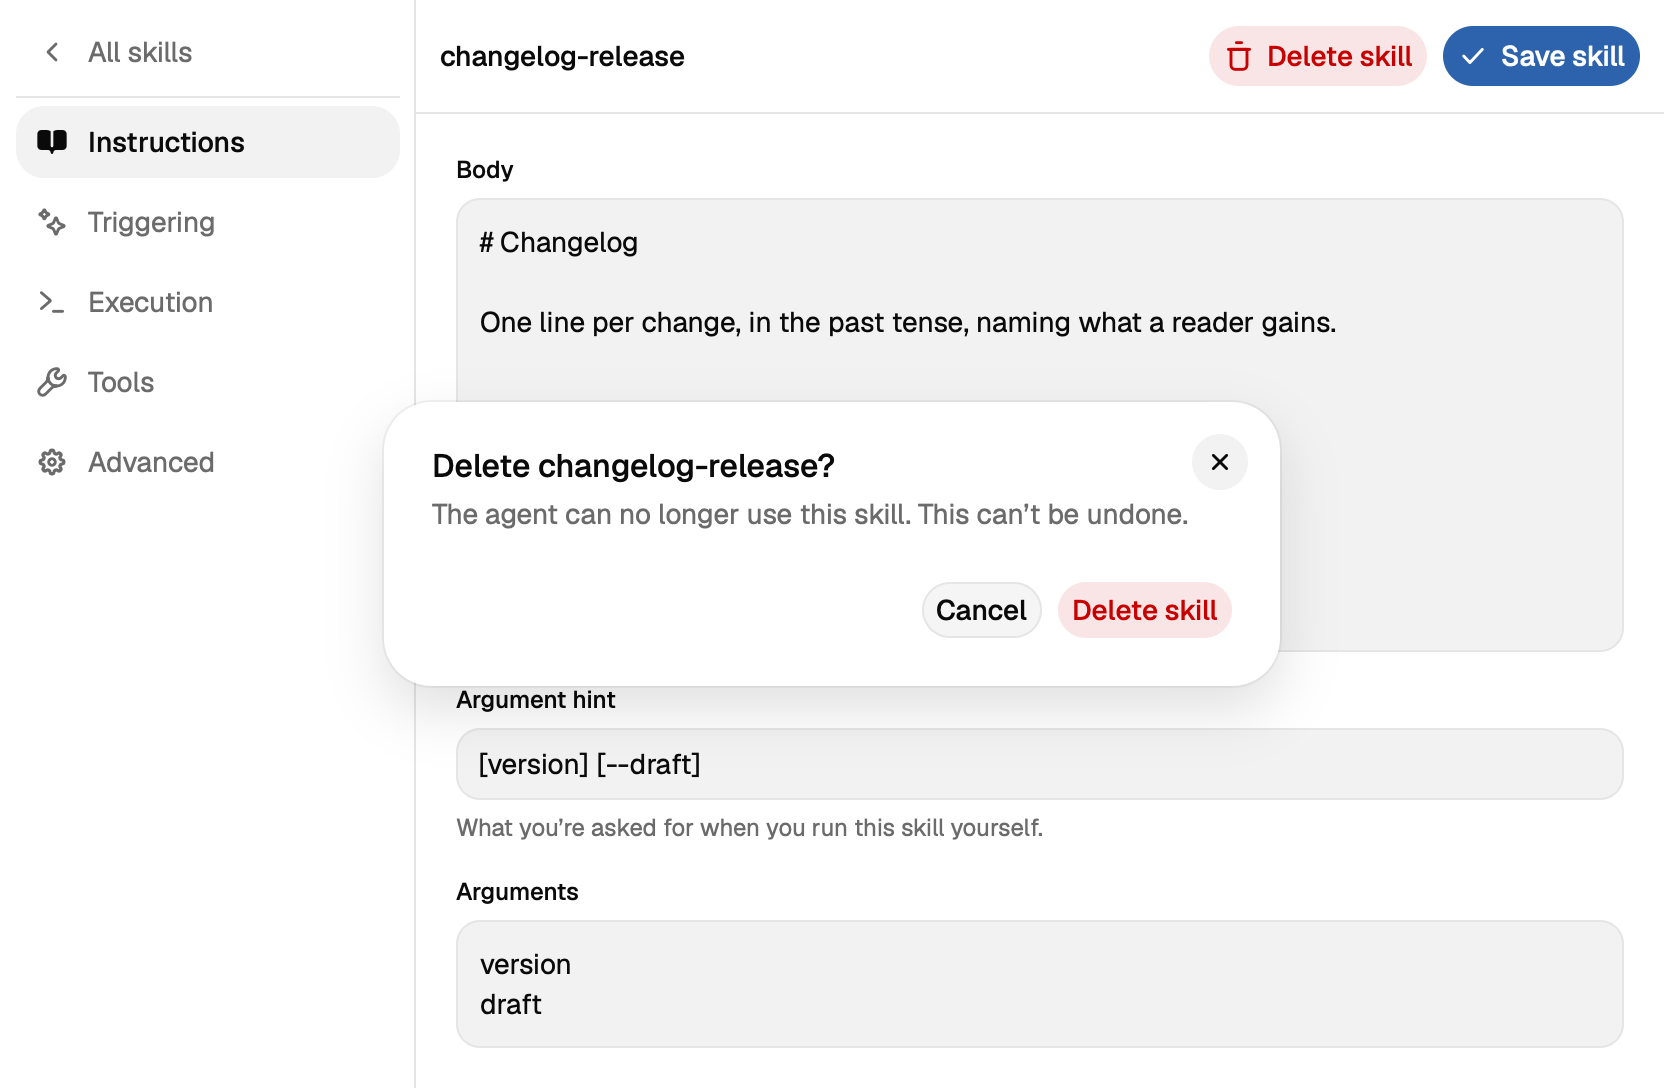 All skills
Instructions
Triggering
Execution
Tools
Advanced
changelog-release
Delete skill
Save skill
Body
# Changelog
One line per change, in the past tense, naming what a reader gains.
Delete changelog-release?
The agent can no longer use this skill. This can’t be undone.
Cancel
Delete skill
Argument hint
[version] [--draft]
What you’re asked for when you run this skill yourself.
Arguments
version
draft